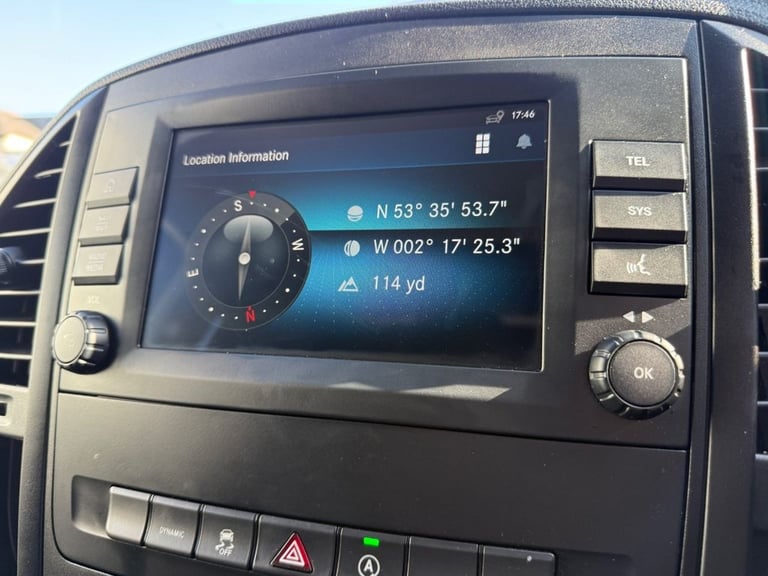 17:46
Location Information
S
W
E
N
N 53° 35' 53.7"
W 002° 17' 25.3"
114 yd
TEL
SYS
VOL
OK
DYNAMIC
OFF
A